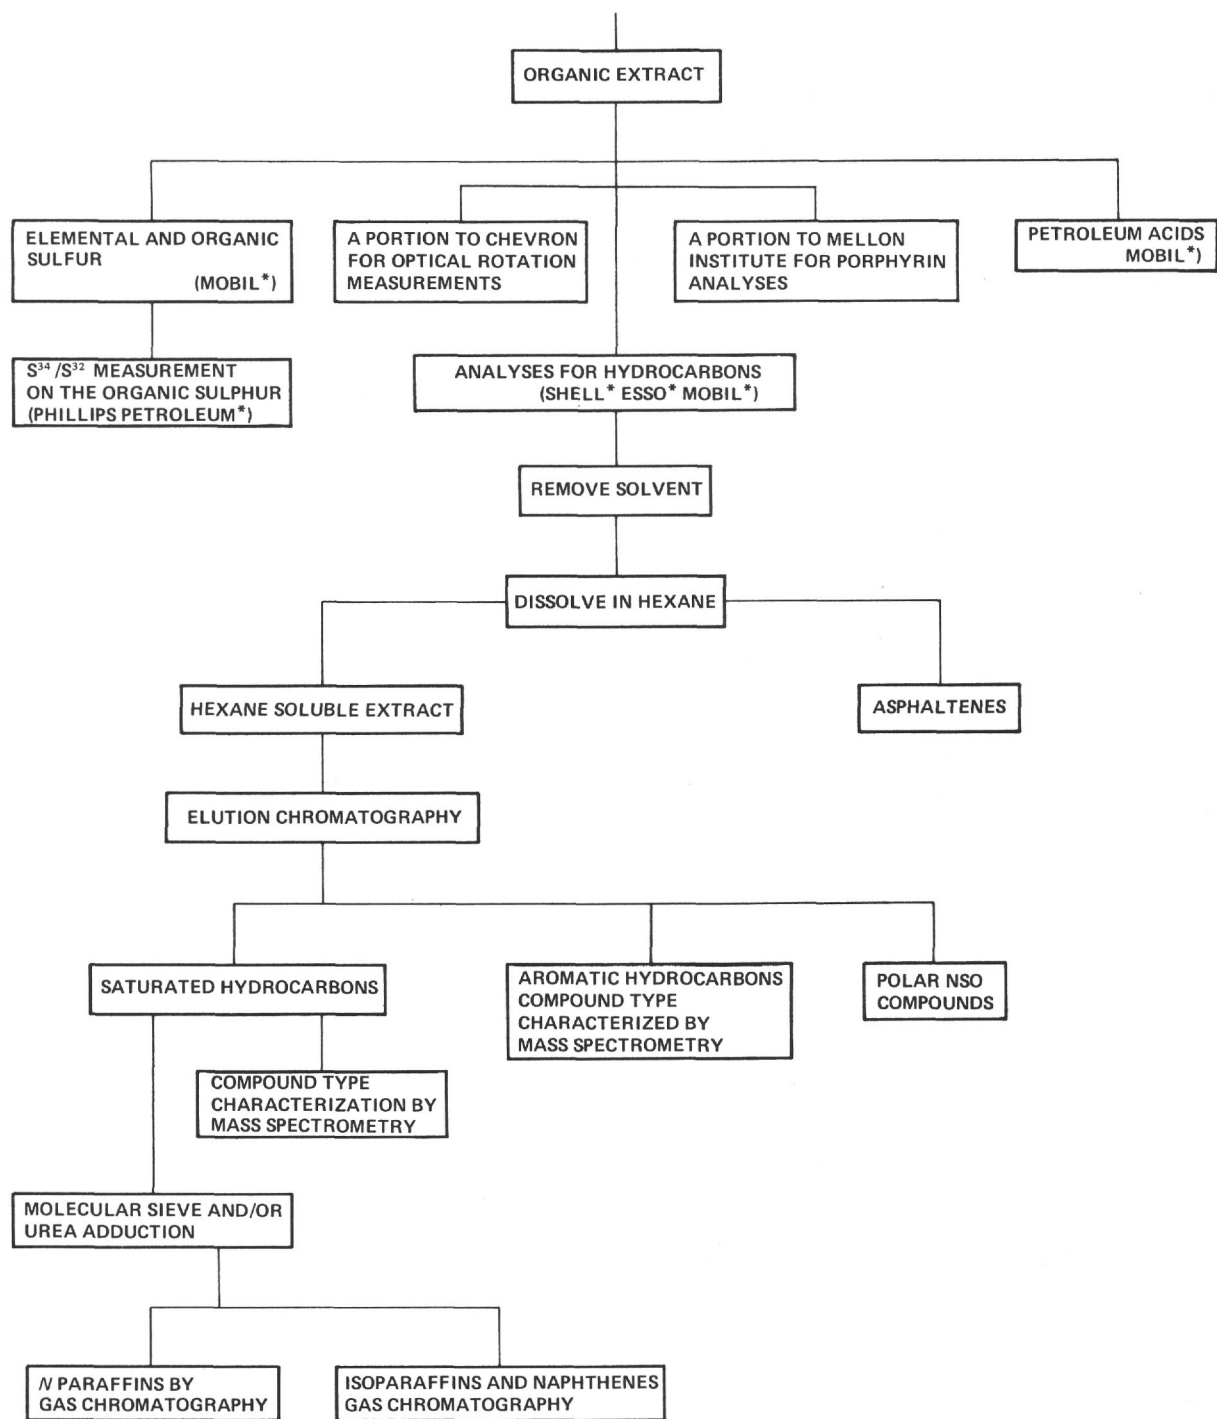 ORGANIC EXTRACT
ELEMENTAL AND ORGANIC
SULFUR
(MOBIL*)
A PORTION TO CHEVRON
FOR OPTICAL ROTATION
MEASUREMENTS
A PORTION TO MELLON
INSTITUTE FOR PORPHYRIN
ANALYSES
PETROLEUM ACIDS
MOBIL*)
S³⁴/S³² MEASUREMENT
ON THE ORGANIC SULPHUR
(PHILLIPS PETROLEUM*)
ANALYSES FOR HYDROCARBONS
(SHELL* ESSO* MOBIL*)
REMOVE SOLVENT
DISSOLVE IN HEXANE
HEXANE SOLUBLE EXTRACT
ASPHALTENES
ELUTION CHROMATOGRAPHY
SATURATED HYDROCARBONS
AROMATIC HYDROCARBONS
COMPOUND TYPE
CHARACTERIZED BY
MASS SPECTROMETRY
POLAR NSO
COMPOUNDS
COMPOUND TYPE
CHARACTERIZATION BY
MASS SPECTROMETRY
MOLECULAR SIEVE AND/OR
UREA ADDUCTION
N PARAFFINS BY
GAS CHROMATOGRAPHY
ISOPARAFFINS AND NAPHTHENES
GAS CHROMATOGRAPHY